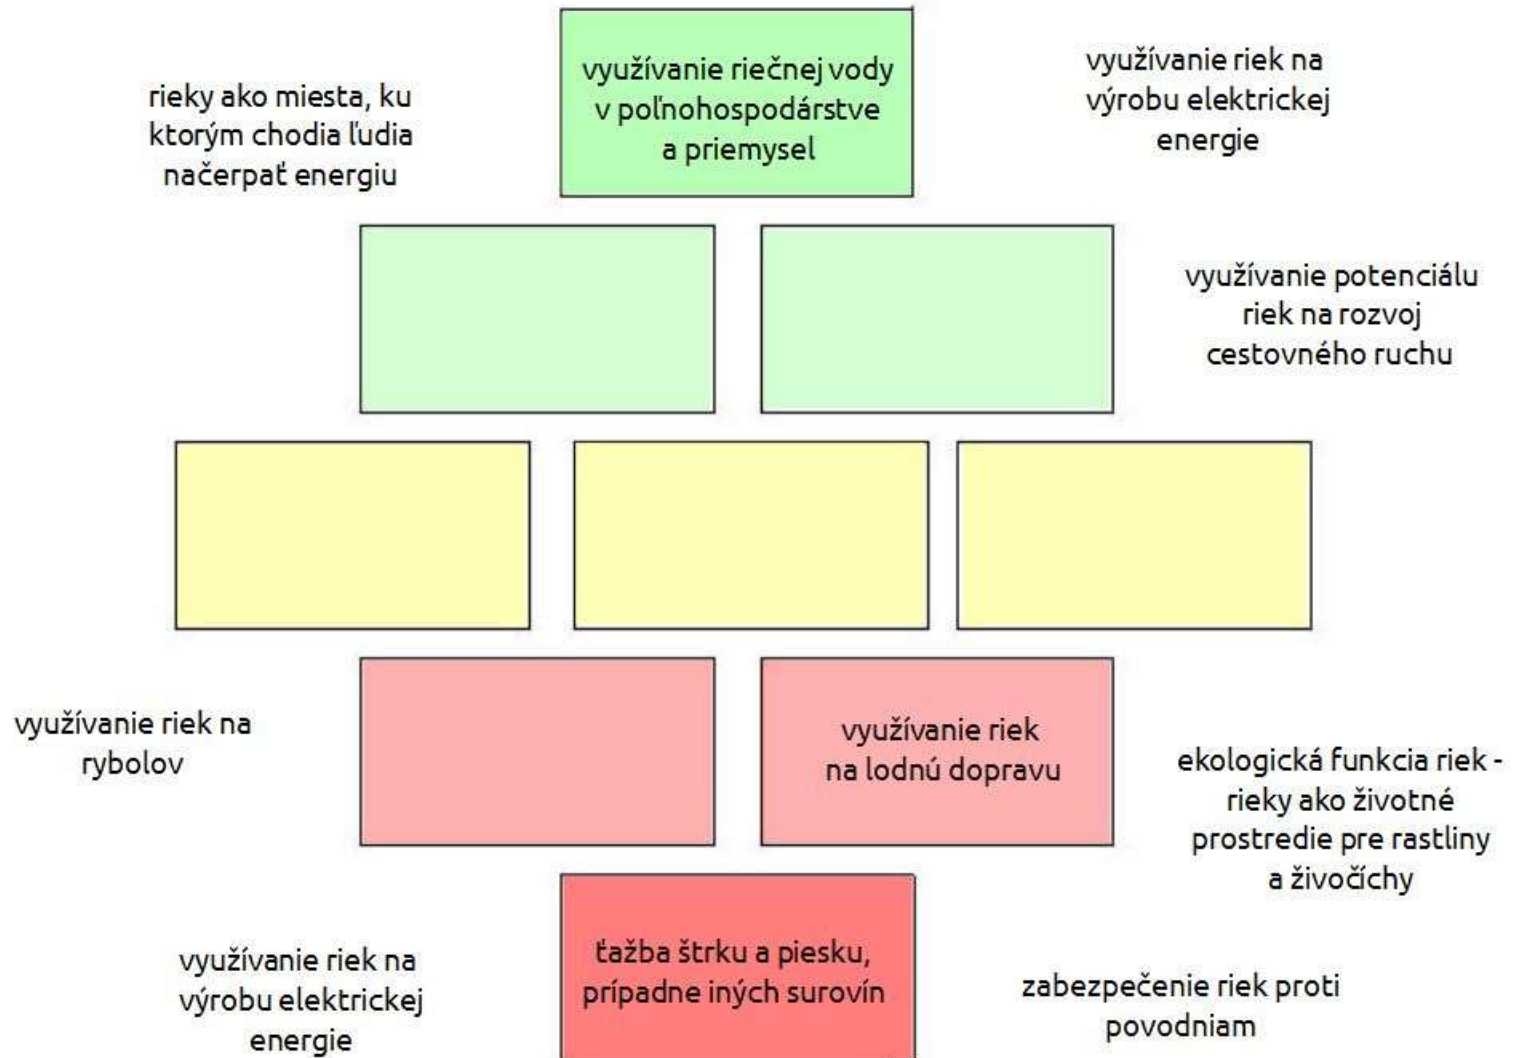 rieky ako miesta, ku
ktorým chodia ľudia
načerpať energiu
využívanie riečnej vody
v poľnohospodárstve
a priemysel
využívanie riek na
výrobu elektrickej
energie
využívanie potenciálu
riek na rozvoj
cestovného ruchu
využívanie riek na
rybolov
využívanie riek
na lodnú dopravu
ekologická funkcia riek -
rieky ako životné
prostredie pre rastliny
a živočíchy
využívanie riek na
výrobu elektrickej
energie
ťažba štrku a piesku,
prípadne iných surovín
zabezpečenie riek proti
povodniam